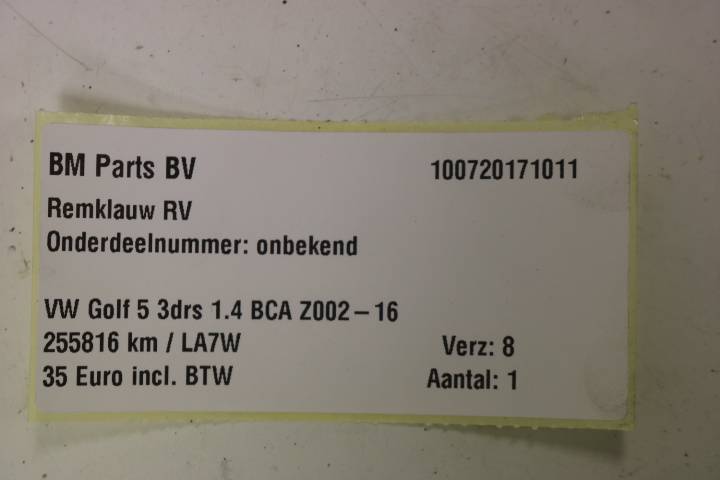 BM Parts BV 100720171011
Remklauw RV
Onderdeelnummer: onbekend
VW Golf 5 3drs 1.4 BCA Z002-16
255816 km / LA7W Verz: 8
35 Euro incl. BTW Aantal: 1